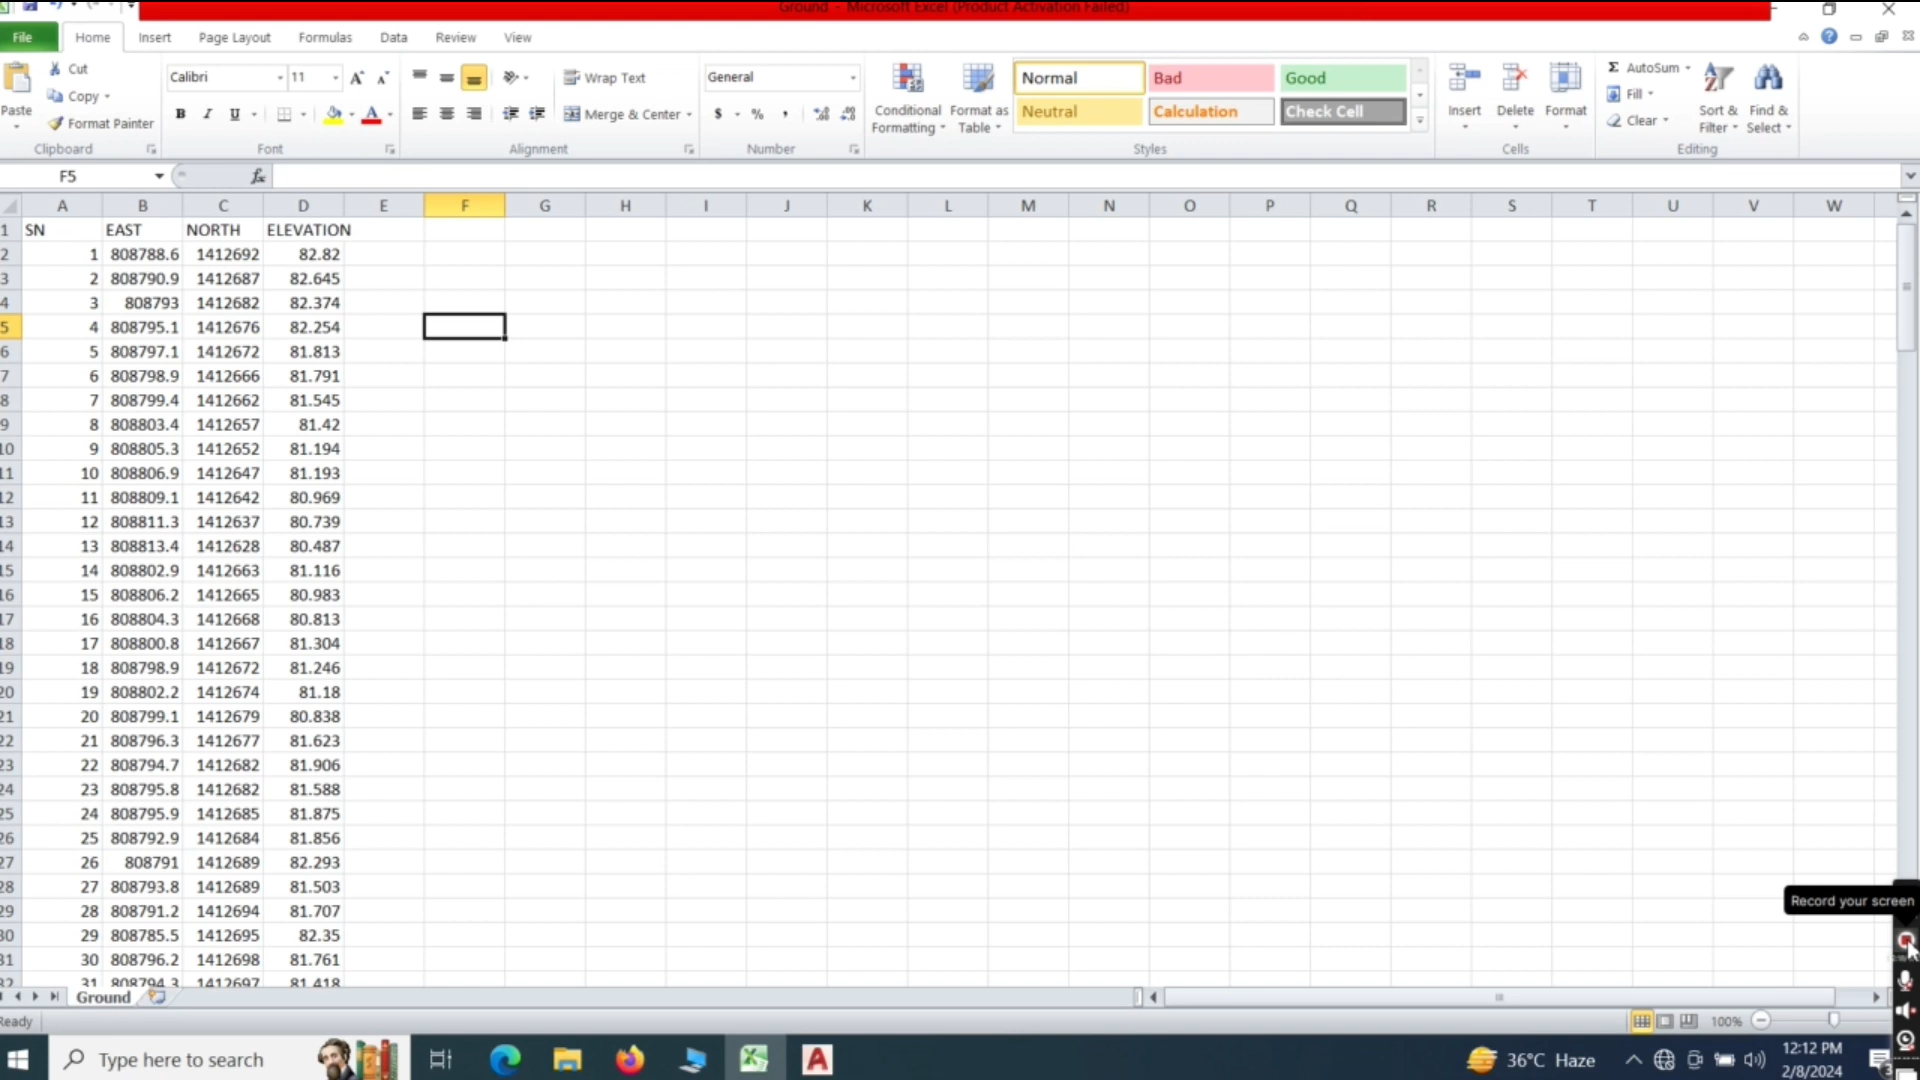 Ground - Microsoft Excel (Product Activation Failed)
File Home Insert Page Layout Formulas Data Review View
Paste
Cut
Copy
Format Painter
Clipboard
Calibri 11
B I U
Font
Wrap Text
Merge & Center
Alignment
General
$ % ,
Number
Conditional Formatting
Format as Table
Normal Bad Good
Neutral Calculation Check Cell
Styles
Insert Delete Format
Cells
Σ AutoSum
Fill
Clear
Sort & Filter
Find & Select
Editing
F5 fx
A B C D E F G H I J K L M N O P Q R S T U V W
1 SN EAST NORTH ELEVATION
2 1 808788.6 1412692 82.82
3 2 808790.9 1412687 82.645
4 3 808793 1412682 82.374
5 4 808795.1 1412676 82.254
6 5 808797.1 1412672 81.813
7 6 808798.9 1412666 81.791
8 7 808799.4 1412662 81.545
9 8 808803.4 1412657 81.42
10 9 808805.3 1412652 81.194
11 10 808806.9 1412647 81.193
12 11 808809.1 1412642 80.969
13 12 808811.3 1412637 80.739
14 13 808813.4 1412628 80.487
15 14 808802.9 1412663 81.116
16 15 808806.2 1412665 80.983
17 16 808804.3 1412668 80.813
18 17 808800.8 1412667 81.304
19 18 808798.9 1412672 81.246
20 19 808802.2 1412674 81.18
21 20 808799.1 1412679 80.838
22 21 808796.3 1412677 81.623
23 22 808794.7 1412682 81.906
24 23 808795.8 1412682 81.588
25 24 808795.9 1412685 81.875
26 25 808792.9 1412684 81.856
27 26 808791 1412689 82.293
28 27 808793.8 1412689 81.503
29 28 808791.2 1412694 81.707
30 29 808785.5 1412695 82.35
31 30 808796.2 1412698 81.761
32 31 808794.3 1412697 81.418
Record your screen
Ground
Ready
100%
Type here to search
36°C Haze
12:12 PM
2/8/2024